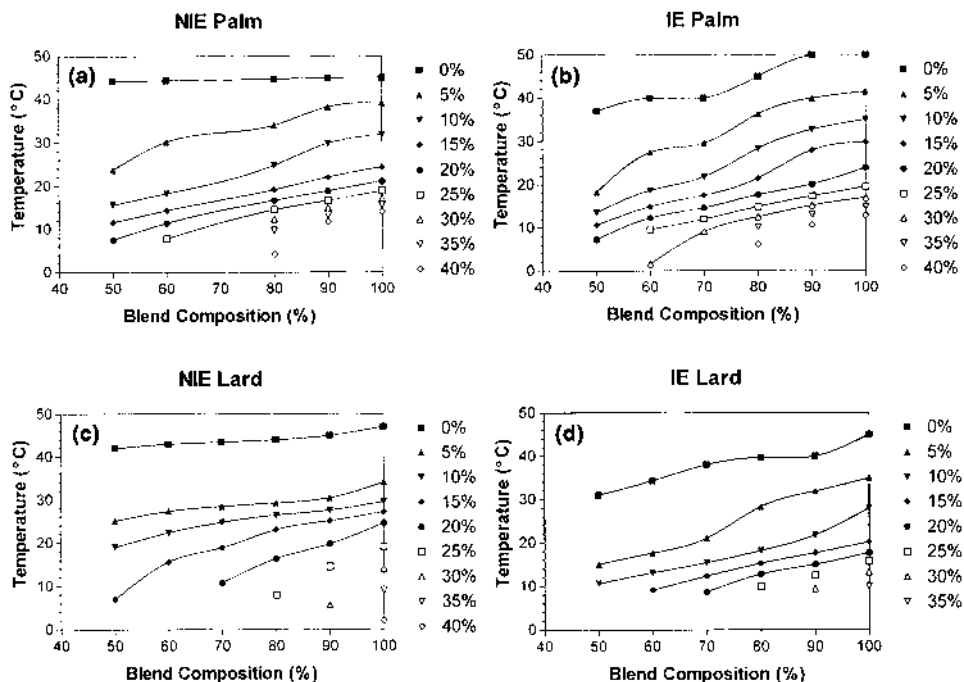 NIE Palm
(a)
Temperature (°C)
50
40
30
20
10
0
40 50 60 70 80 90 100
Blend Composition (%)
0%
5%
10%
15%
20%
25%
30%
35%
40%
IE Palm
(b)
Temperature (°C)
50
40
30
20
10
0
40 50 60 70 80 90 100
Blend Composition (%)
0%
5%
10%
15%
20%
25%
30%
35%
40%
NIE Lard
(c)
Temperature (°C)
50
40
30
20
10
0
40 50 60 70 80 90 100
Blend Composition (%)
0%
5%
10%
15%
20%
25%
30%
35%
40%
IE Lard
(d)
Temperature (°C)
50
40
30
20
10
0
40 50 60 70 80 90 100
Blend Composition (%)
0%
5%
10%
15%
20%
25%
30%
35%